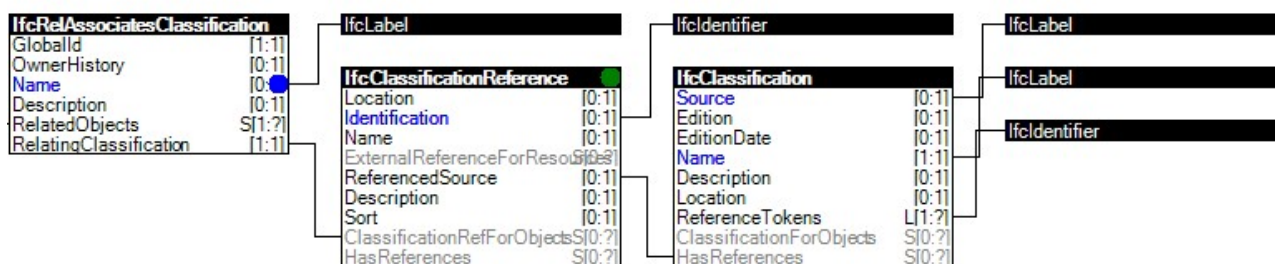 IfcRelAssociatesClassification
GlobalId [1:1]
OwnerHistory [0:1]
Name [0:
Description [0:1]
RelatedObjects S[1:?]
RelatingClassification [1:1]
IfcLabel
IfcClassificationReference
Location [0:1]
Identification [0:1]
Name [0:1]
ExternalReferenceForResources S[0:?]
ReferencedSource [0:1]
Description [0:1]
Sort [0:1]
ClassificationRefForObjects S[0:?]
HasReferences S[0:?]
IfcIdentifier
IfcClassification
Source [0:1]
Edition [0:1]
EditionDate [0:1]
Name [1:1]
Description [0:1]
Location [0:1]
ReferenceTokens L[1:?]
ClassificationForObjects S[0:?]
HasReferences S[0:?]
IfcLabel
IfcLabel
IfcIdentifier